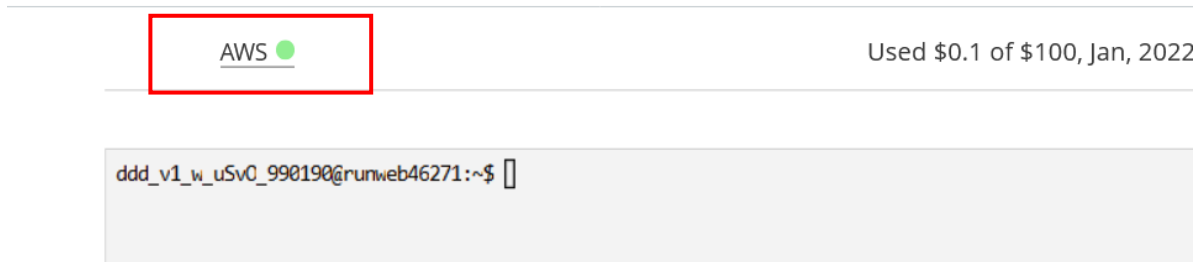 AWS
Used $0.1 of $100, Jan, 2022
ddd_v1_w_uSvO_990190@runweb46271:~$